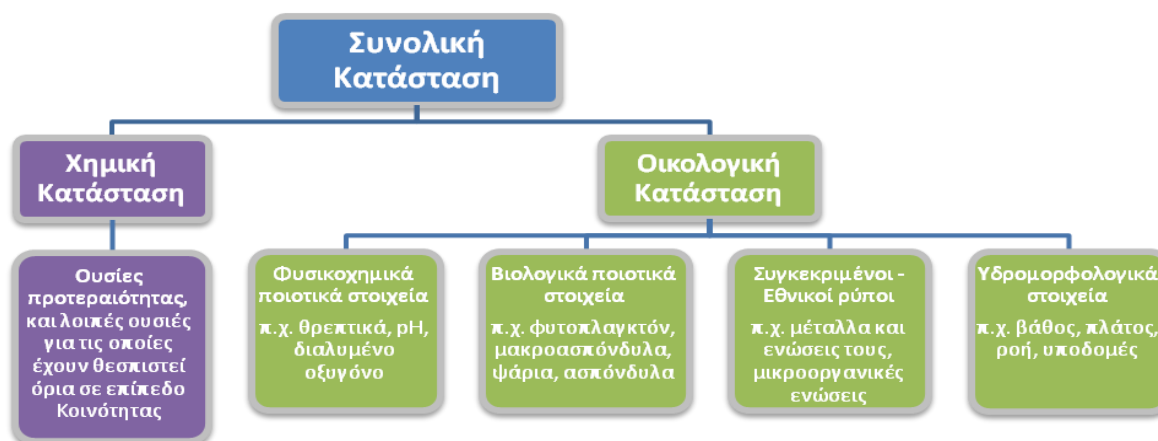 Συνολική
Κατάσταση
Χημική
Κατάσταση
Οικολογική
Κατάσταση
Ουσίες
προτεραιότητας,
και λοιπές ουσιές
για τις οποίες
έχουν θεσπιστεί
όρια σε επίπεδο
Κοινότητας
Φυσικοχημικά
ποιοτικά στοιχεία
π.χ. θρεπτικά, pH,
διαλυμένο
οξυγόνο
Βιολογικά ποιοτικά
στοιχεία
π.χ. φυτοπλαγκτόν,
μακροασπόνδυλα,
ψάρια, ασπόνδυλα
Συγκεκριμένοι -
Εθνικοί ρύποι
π.χ. μέταλλα και
ενώσεις τους,
μικροοργανικές
ενώσεις
Υδρομορφολογικά
στοιχεία
π.χ. βάθος, πλάτος,
ροή, υποδομές